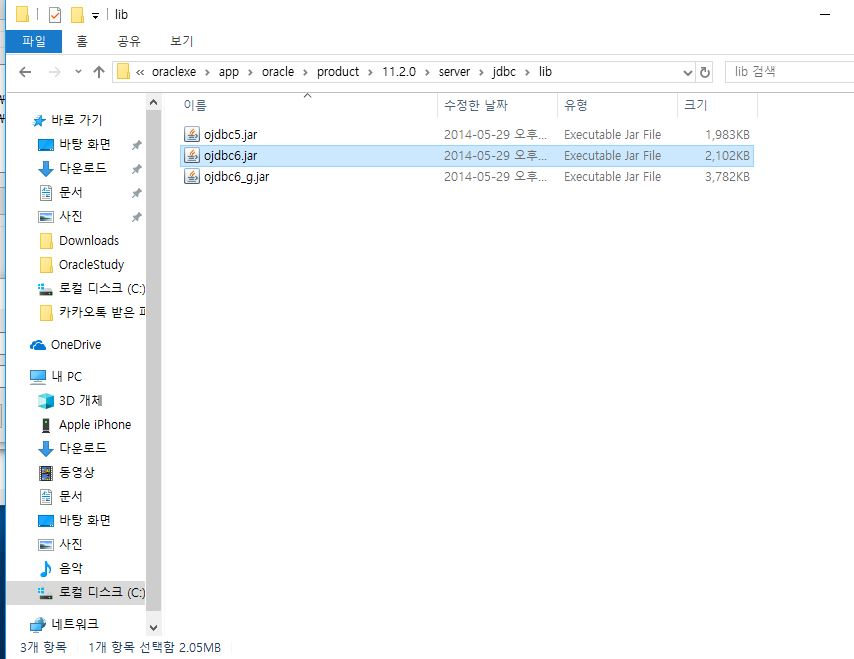 lib
파일 홈 공유 보기
« oraclexe › app › oracle › product › 11.2.0 › server › jdbc › lib
lib 검색
이름 수정한 날짜 유형 크기
ojdbc5.jar 2014-05-29 오후... Executable Jar File 1,983KB
ojdbc6.jar 2014-05-29 오후... Executable Jar File 2,102KB
ojdbc6_g.jar 2014-05-29 오후... Executable Jar File 3,782KB
바로 가기
바탕 화면
다운로드
문서
사진
Downloads
OracleStudy
로컬 디스크 (C:)
카카오톡 받은
OneDrive
내 PC
3D 개체
Apple iPhone
다운로드
동영상
문서
바탕 화면
사진
음악
로컬 디스크 (C:)
네트워크
3개 항목 1개 항목 선택함 2.05MB